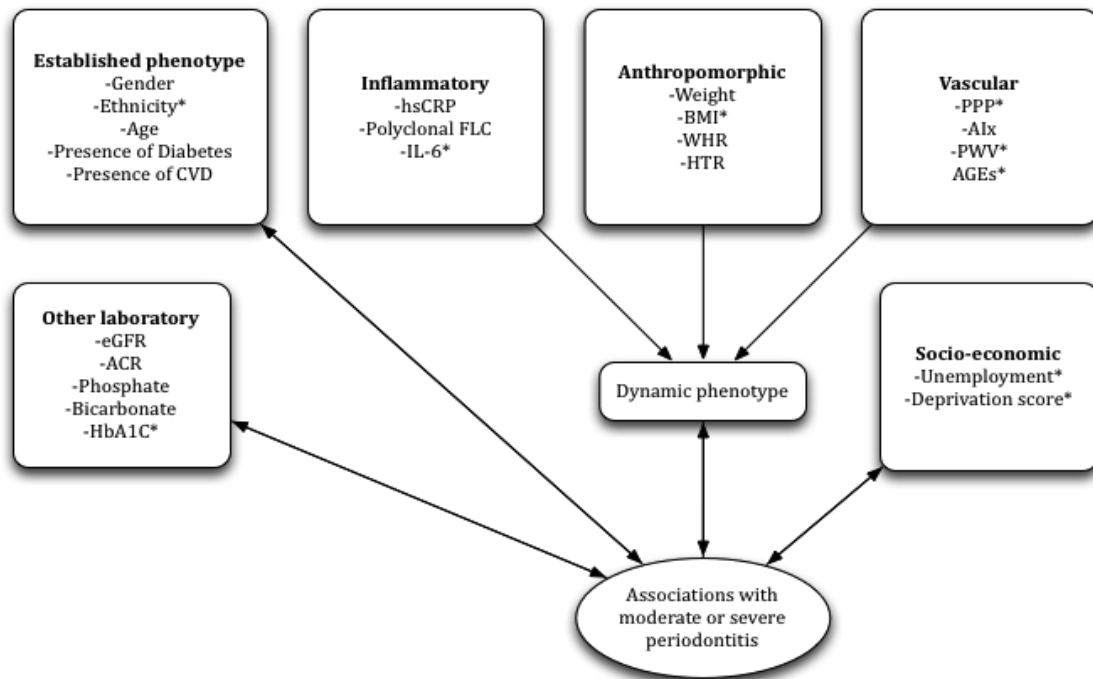 Established phenotype
-Gender
-Ethnicity*
-Age
-Presence of Diabetes
-Presence of CVD
Inflammatory
-hsCRP
-Polyclonal FLC
-IL-6*
Anthropomorphic
-Weight
-BMI*
-WHR
-HTR
Vascular
-PPP*
-AIx
-PWV*
AGEs*
Other laboratory
-eGFR
-ACR
-Phosphate
-Bicarbonate
-HbA1C*
Dynamic phenotype
Socio-economic
-Unemployment*
-Deprivation score*
Associations with
moderate or severe
periodontitis